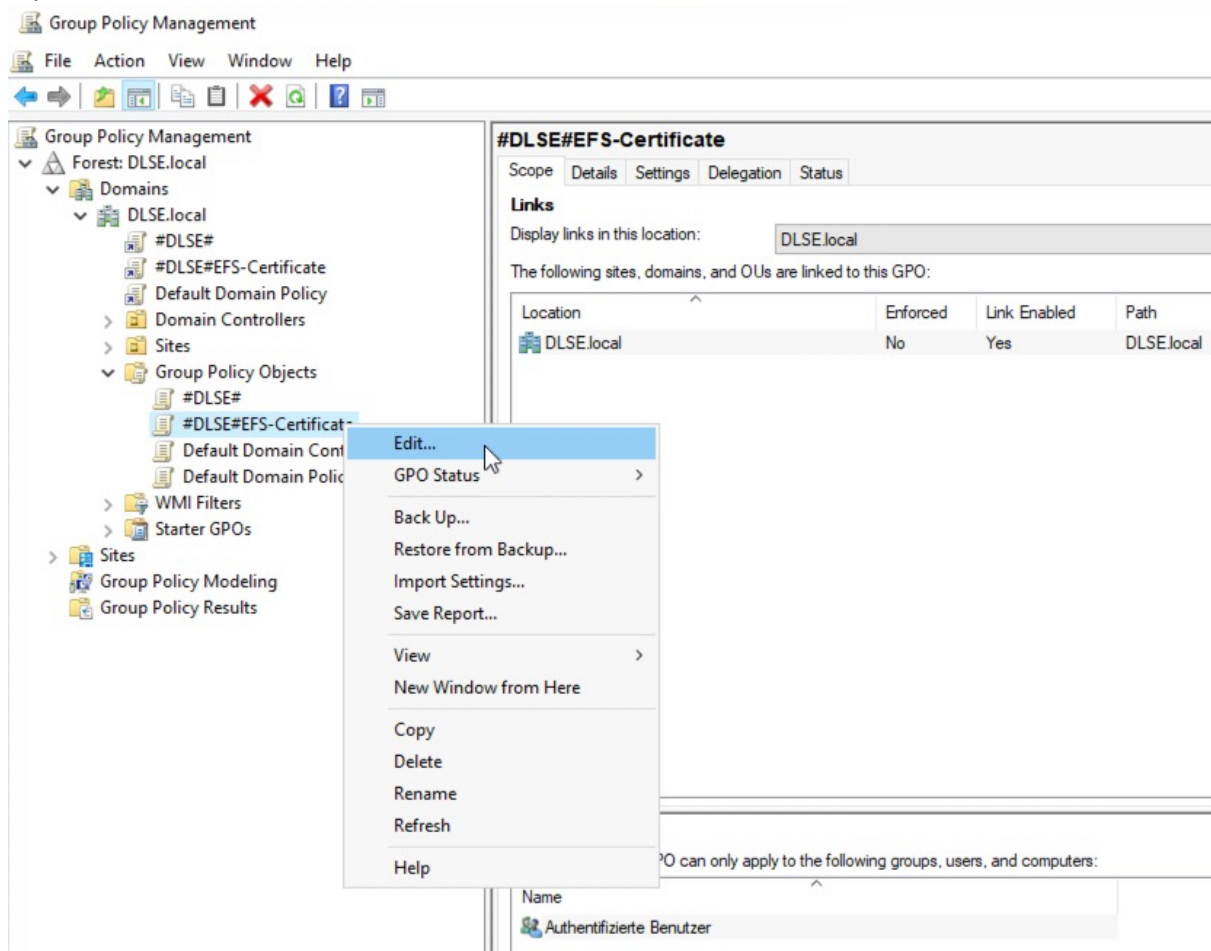 Group Policy Management
File Action View Window Help
Group Policy Management
Forest: DLSE.local
Domains
DLSE.local
#DLSE#
#DLSE#EFS-Certificate
Default Domain Policy
Domain Controllers
Sites
Group Policy Objects
#DLSE#
#DLSE#EFS-Certificate
Default Domain Cont
Default Domain Polic
WMI Filters
Starter GPOs
Sites
Group Policy Modeling
Group Policy Results
Edit...
GPO Status
Back Up...
Restore from Backup...
Import Settings...
Save Report...
View
New Window from Here
Copy
Delete
Rename
Refresh
Help
#DLSE#EFS-Certificate
Scope Details Settings Delegation Status
Links
Display links in this location: DLSE.local
The following sites, domains, and OUs are linked to this GPO:
Location Enforced Link Enabled Path
DLSE.local No Yes DLSE.local
PO can only apply to the following groups, users, and computers:
Name
Authentifizierte Benutzer